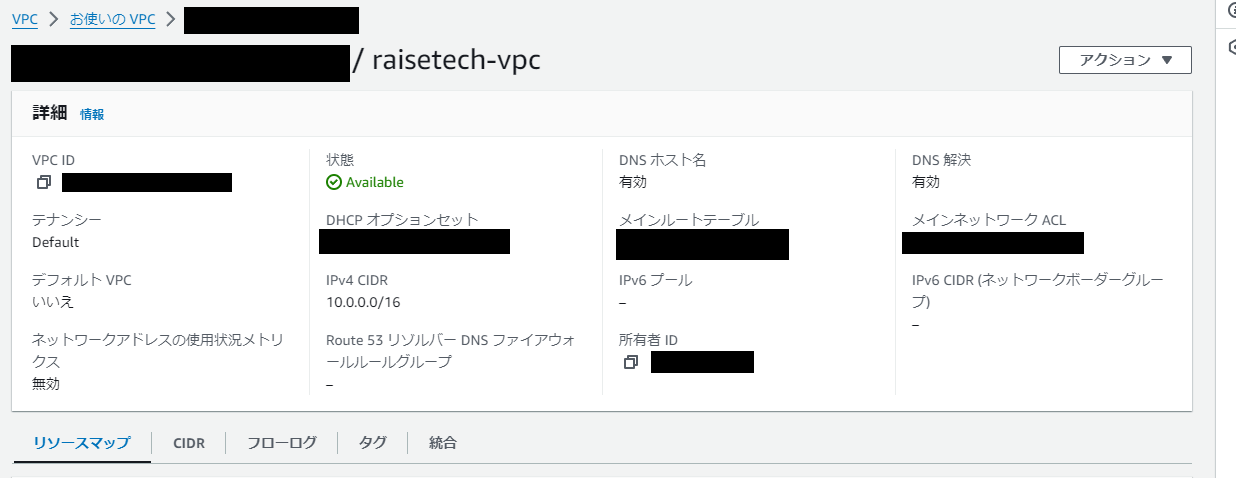 VPC > お使いの VPC >
/ raisetech-vpc
アクション ▼
詳細 情報
VPC ID
状態
Available
DNS ホスト名
有効
DNS 解決
有効
テナンシー
Default
DHCP オプションセット
メインルートテーブル
メインネットワーク ACL
デフォルト VPC
いいえ
IPv4 CIDR
10.0.0.0/16
IPv6 プール
–
IPv6 CIDR (ネットワークボーダーグルー
プ)
–
ネットワークアドレスの使用状況メトリ
クス
無効
Route 53 リゾルバー DNS ファイアウォ
ールルールグループ
–
所有者 ID
リソースマップ CIDR フローログ タグ 統合